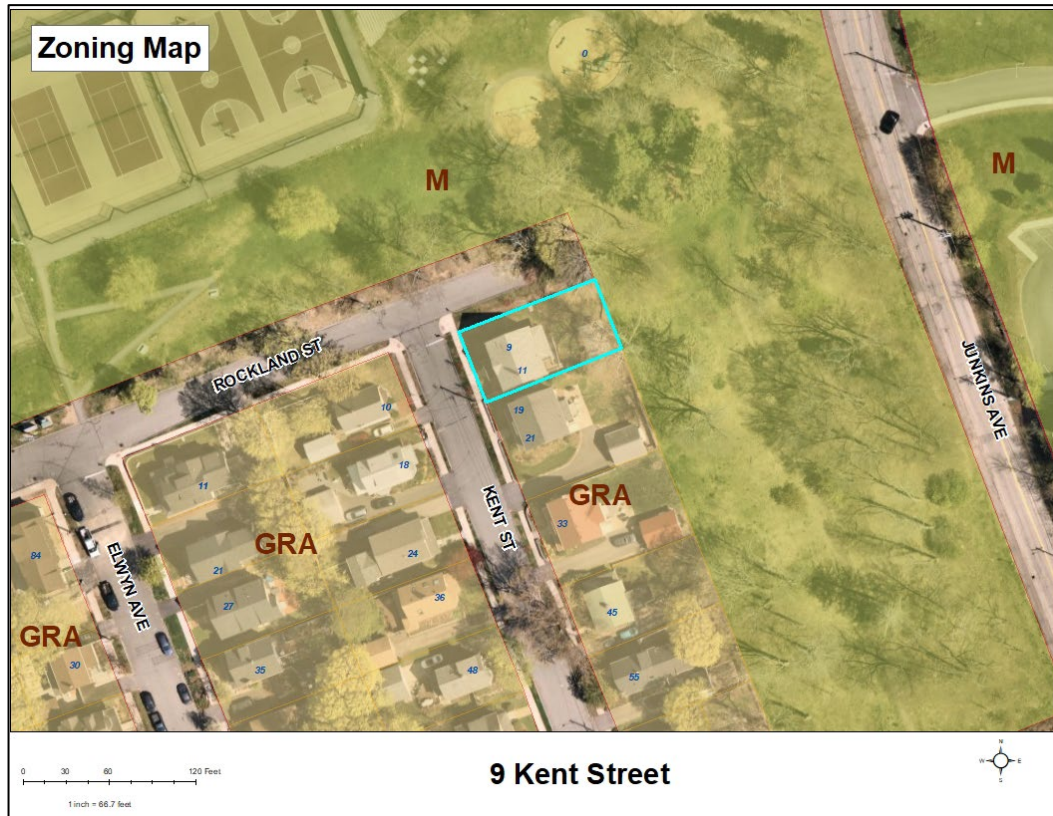 Zoning Map
0
M
M
ROCKLAND ST
9
11
JUNKINS AVE
10
19
21
18
11
KENT ST
GRA
33
GRA
84
24
21
ELWYN AVE
36
27
45
GRA
30
35
48
55
N
W E
S
0 30 60 120 Feet
1 inch = 66.7 feet
9 Kent Street